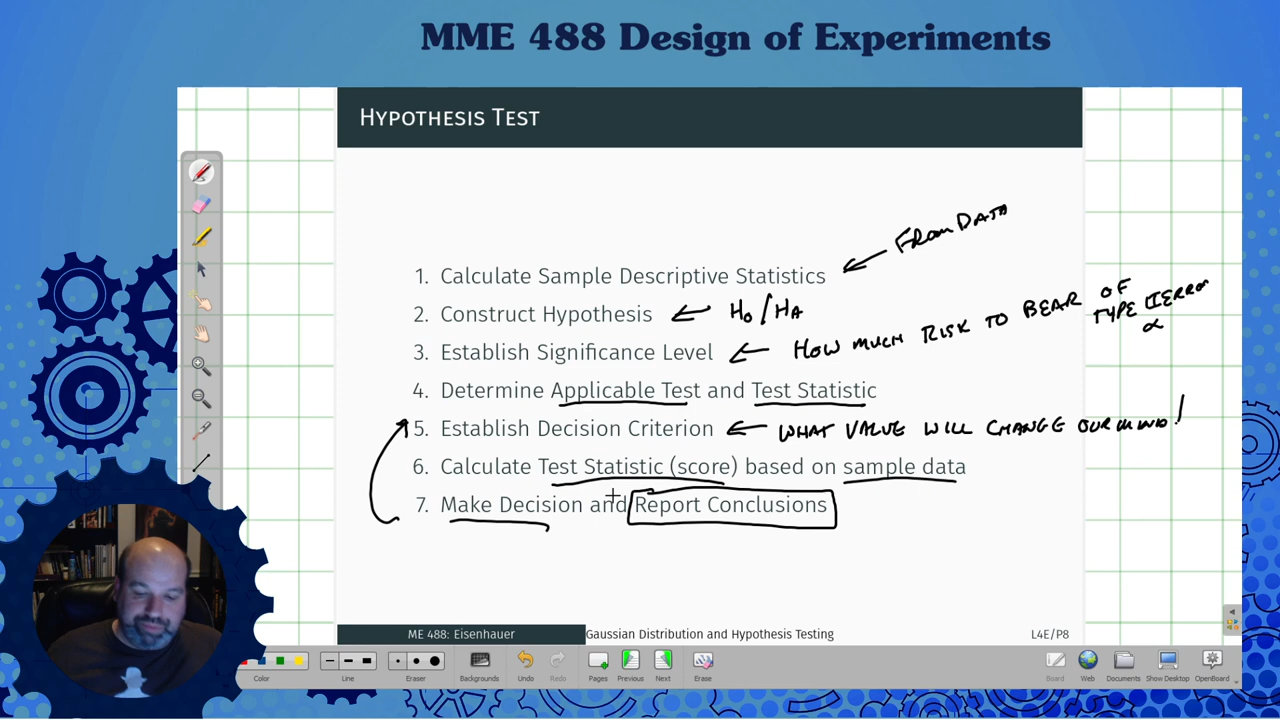 MME 488 Design of Experiments
HYPOTHESIS TEST
FROM DATA
1. Calculate Sample Descriptive Statistics
2. Construct Hypothesis
H0/HA
3. Establish Significance Level
HOW MUCH RISK TO BEAR OF
TYPE I ERROR
α
4. Determine Applicable Test and Test Statistic
5. Establish Decision Criterion
WHAT VALUE WILL CHANGE OUR MIND!
6. Calculate Test Statistic (score) based on sample data
7. Make Decision and Report Conclusions
ME 488: Eisenhauer
Gaussian Distribution and Hypothesis Testing
L4E/P8
Color
Line
Eraser
Backgrounds
Undo
Redo
Pages
Previous
Next
Erase
Board
Web
Documents
Show Desktop
OpenBoard